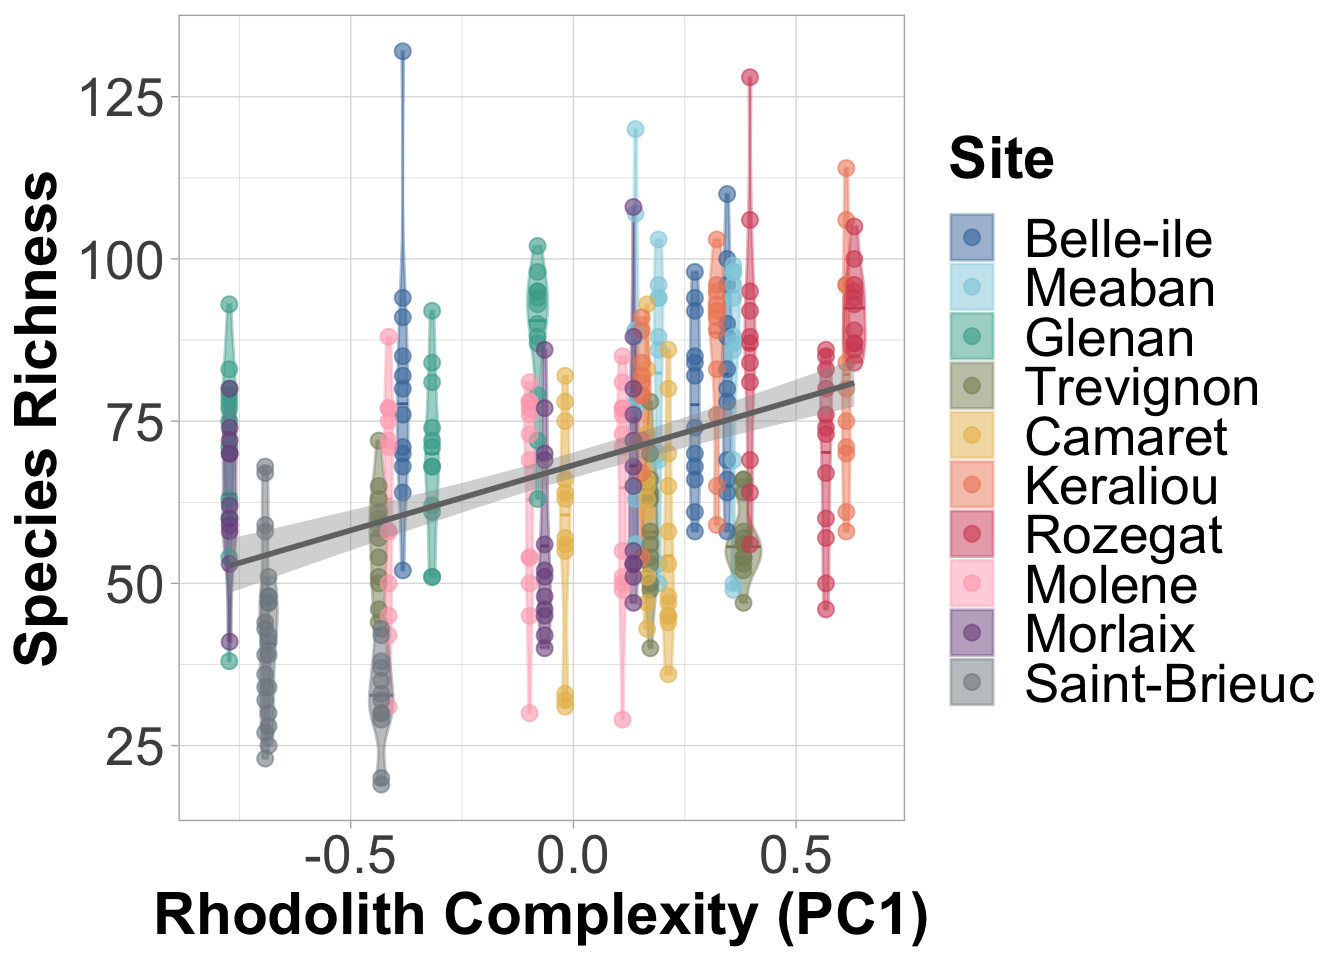 Species Richness
125
100
75
50
25
-0.5
0.0
0.5
Rhodolith Complexity (PC1)
Site
Belle-ile
Meaban
Glenan
Trevignon
Camaret
Keraliou
Rozegat
Molene
Morlaix
Saint-Brieuc